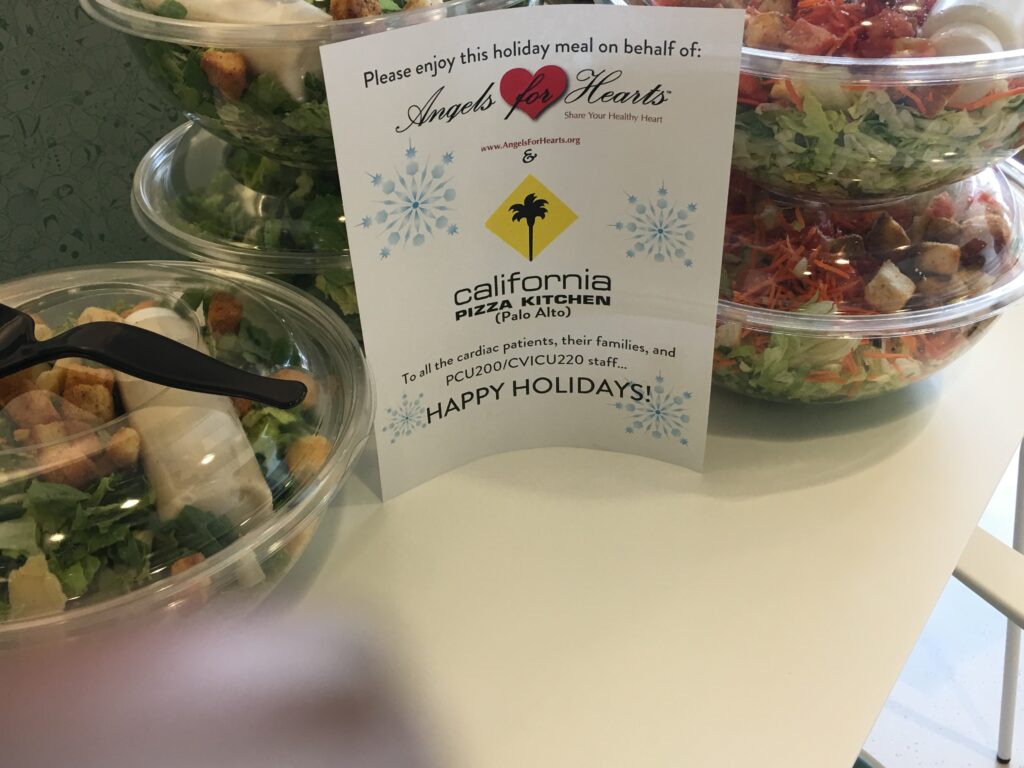 Please enjoy this holiday meal on behalf of:
Angels for Hearts™
Share Your Healthy Heart
www.AngelsForHearts.org
&
california
PIZZA KITCHEN
(Palo Alto)
To all the cardiac patients, their families, and
PCU200/CVICU220 staff...
HAPPY HOLIDAYS!